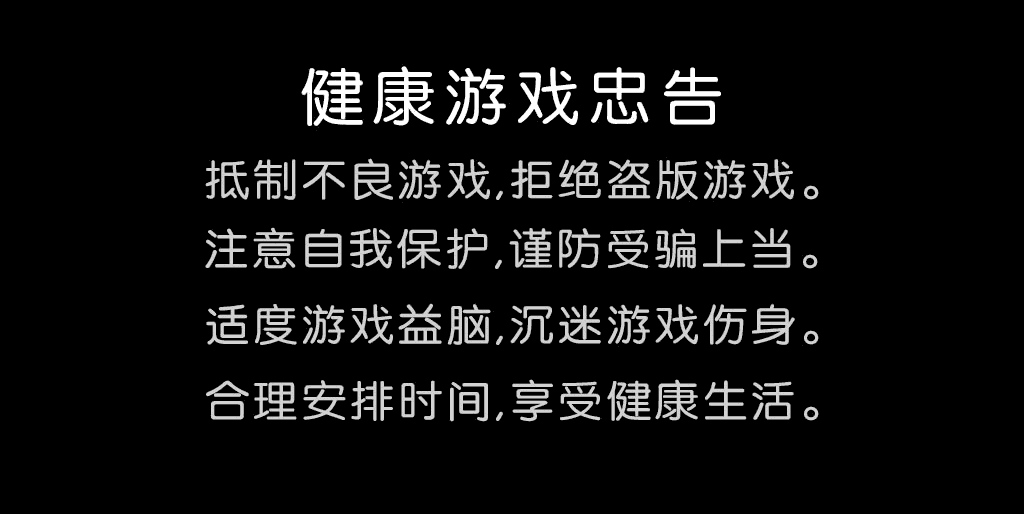 健康游戏忠告
抵制不良游戏,拒绝盗版游戏。
注意自我保护,谨防受骗上当。
适度游戏益脑,沉迷游戏伤身。
合理安排时间,享受健康生活。